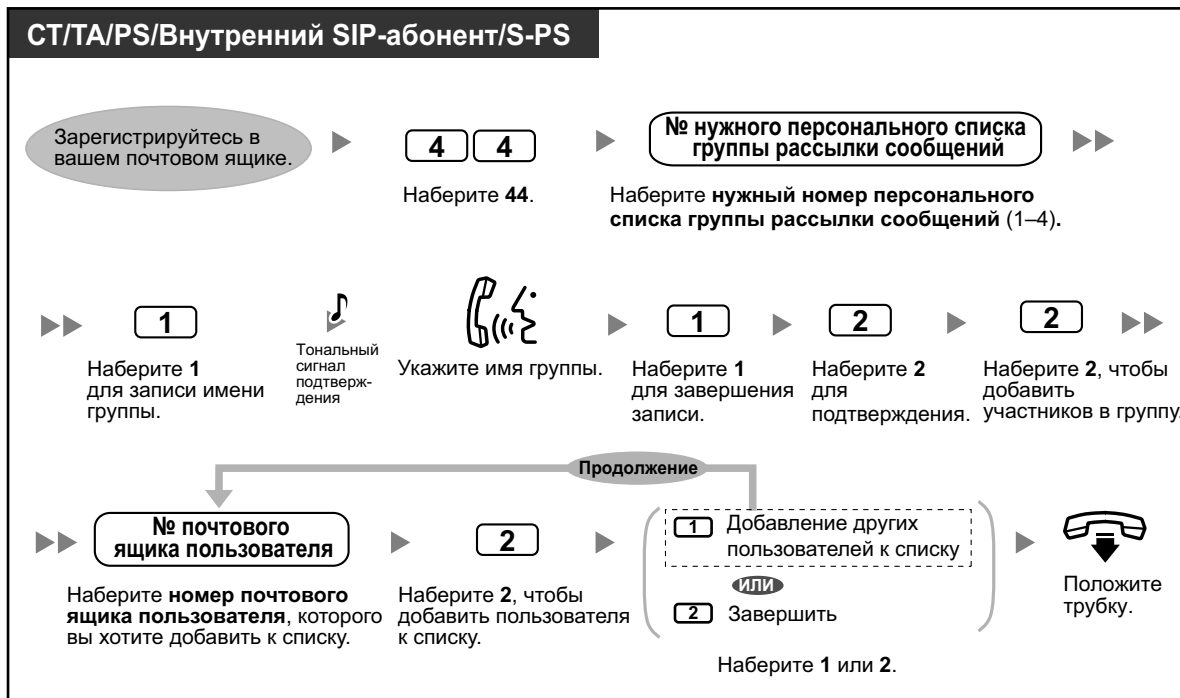 CT/TA/PS/Внутренний SIP-абонент/S-PS
Зарегистрируйтесь в
вашем почтовом ящике.
4 4
Наберите 44.
№ нужного персонального списка
группы рассылки сообщений
Наберите нужный номер персонального
списка группы рассылки сообщений (1–4).
1
Наберите 1
для записи имени
группы.
Тональный
сигнал
подтверж-
дения
Укажите имя группы.
1
Наберите 1
для завершения
записи.
2
Наберите 2
для
подтверждения.
2
Наберите 2, чтобы
добавить
участников в группу.
Продолжение
№ почтового
ящика пользователя
Наберите номер почтового
ящика пользователя, которого
вы хотите добавить к списку.
2
Наберите 2, чтобы
добавить пользователя
к списку.
1 Добавление других
пользователей к списку
ИЛИ
2 Завершить
Наберите 1 или 2.
Положите
трубку.